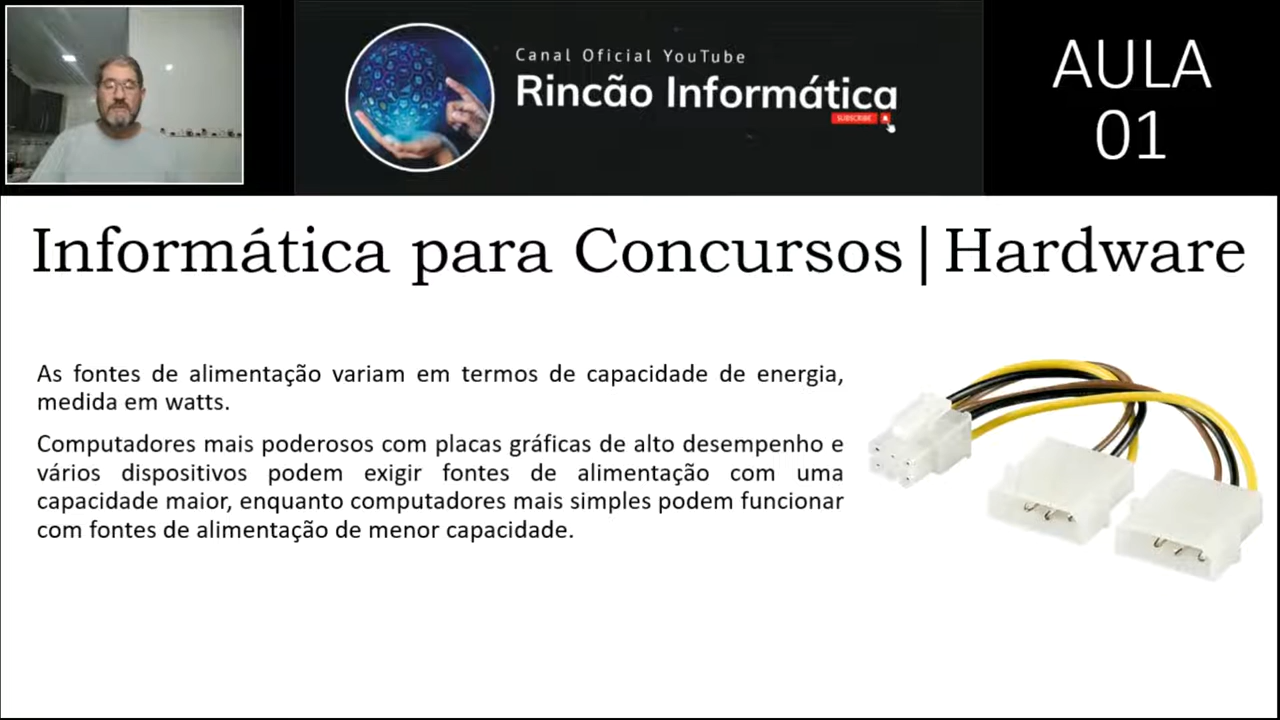 Canal Oficial YouTube
Rincão Informática
SUBSCRIBE
AULA
01
Informática para Concursos|Hardware
As fontes de alimentação variam em termos de capacidade de energia,
medida em watts.
Computadores mais poderosos com placas gráficas de alto desempenho e
vários dispositivos podem exigir fontes de alimentação com uma
capacidade maior, enquanto computadores mais simples podem funcionar
com fontes de alimentação de menor capacidade.